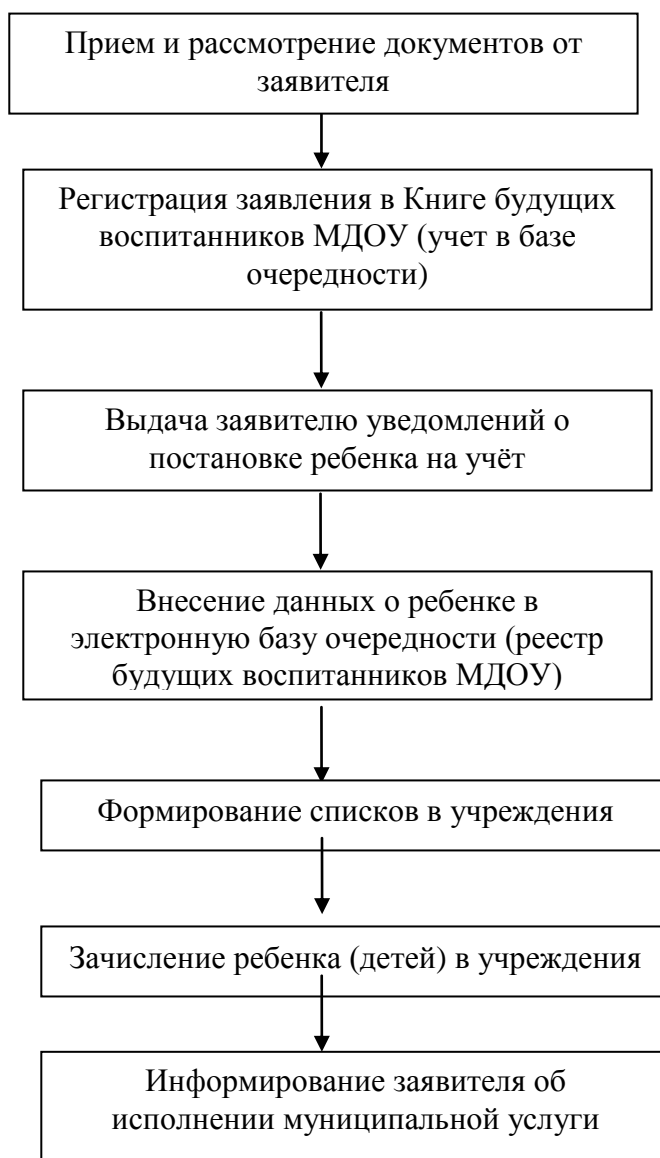 Прием и рассмотрение документов от
заявителя
Регистрация заявления в Книге будущих
воспитанников МДОУ (учет в базе
очередности)
Выдача заявителю уведомлений о
постановке ребенка на учёт
Внесение данных о ребенке в
электронную базу очередности (реестр
будущих воспитанников МДОУ)
Формирование списков в учреждения
Зачисление ребенка (детей) в учреждения
Информирование заявителя об
исполнении муниципальной услуги